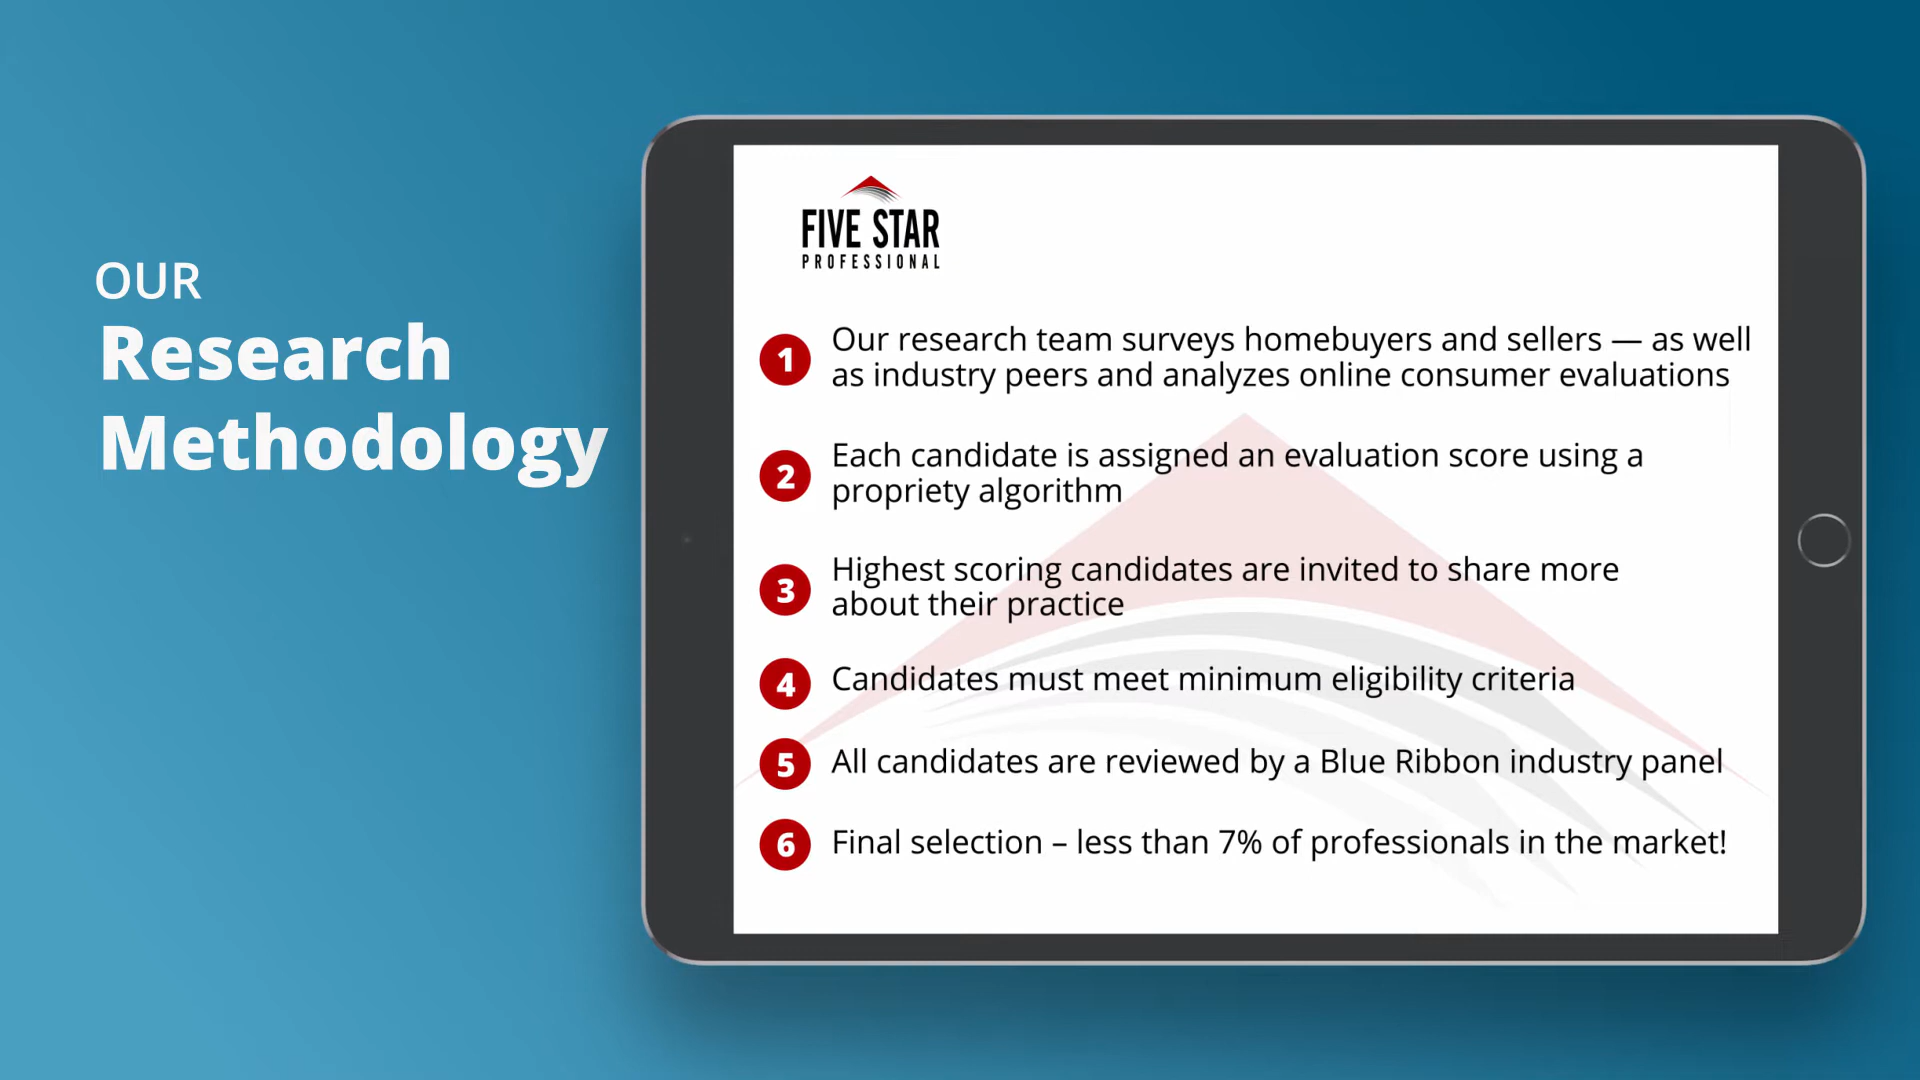 OUR
Research
Methodology
FIVE STAR
PROFESSIONAL
1 Our research team surveys homebuyers and sellers — as well
as industry peers and analyzes online consumer evaluations
2 Each candidate is assigned an evaluation score using a
propriety algorithm
3 Highest scoring candidates are invited to share more
about their practice
4 Candidates must meet minimum eligibility criteria
5 All candidates are reviewed by a Blue Ribbon industry panel
6 Final selection – less than 7% of professionals in the market!